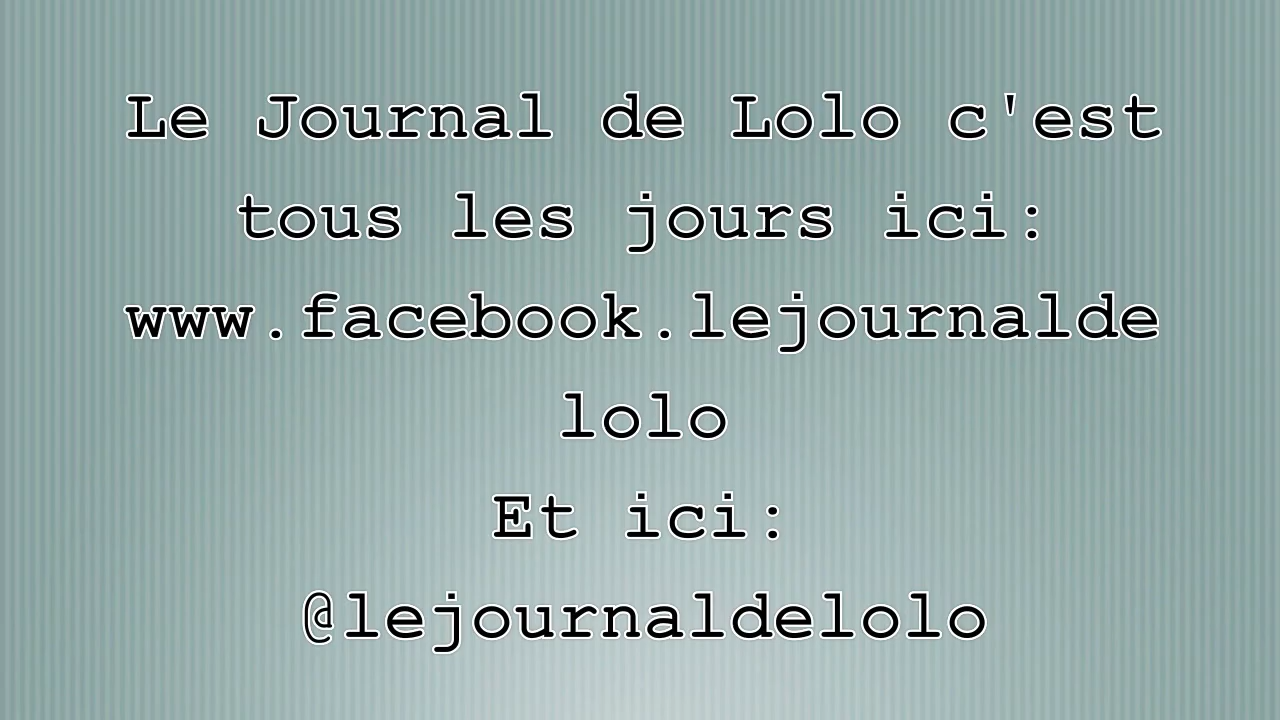 Le Journal de Lolo c'est
tous les jours ici:
www.facebook.lejournalde
lolo
Et ici:
@lejournaldelolo